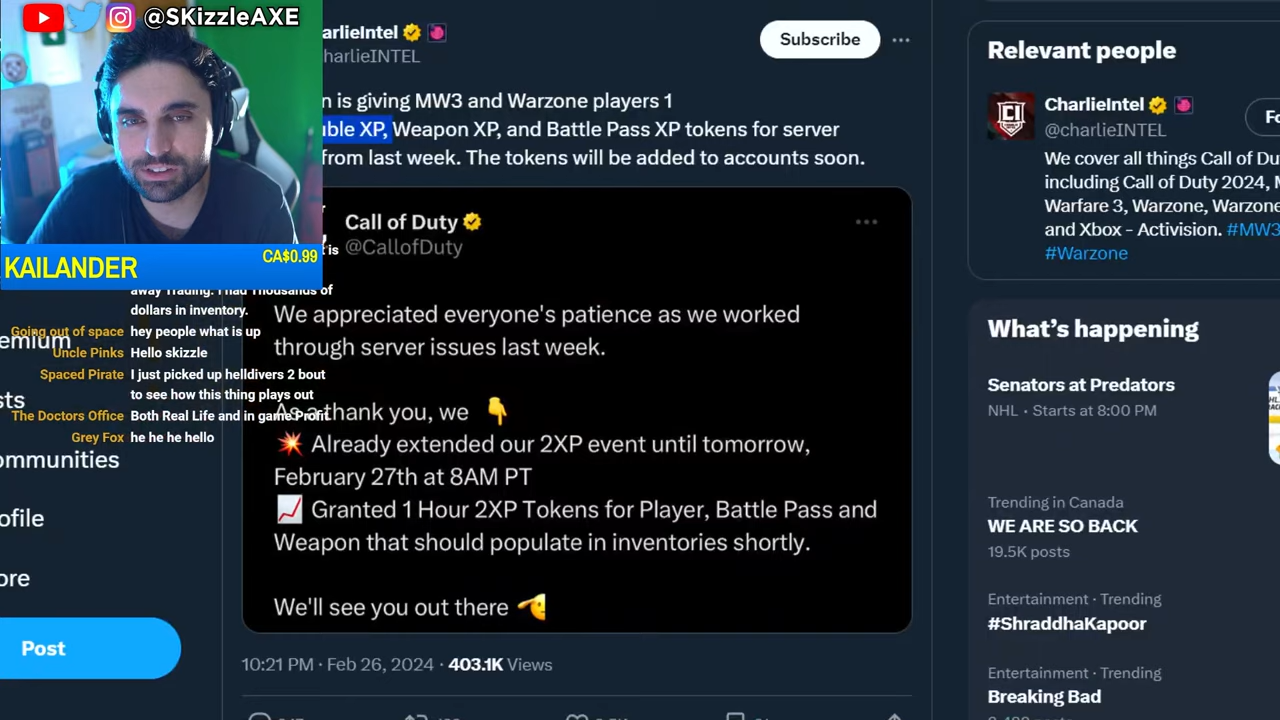 @SKizzleAXE
arlieIntel
harlieINTEL
Subscribe
n is giving MW3 and Warzone players 1
uble XP, Weapon XP, and Battle Pass XP tokens for server
from last week. The tokens will be added to accounts soon.
Call of Duty
@CallofDuty
is
KAILANDER
CA$0.99
away Trading. I had Thousands of
dollars in inventory.
Going out of space hey people what is up
Uncle Pinks Hello skizzle
Spaced Pirate I just picked up helldivers 2 bout
to see how this thing plays out
The Doctors Office Both Real Life and in game Profit
Grey Fox he he he hello
We appreciated everyone's patience as we worked
through server issues last week.
As a thank you, we 👇
💥 Already extended our 2XP event until tomorrow,
February 27th at 8AM PT
📈 Granted 1 Hour 2XP Tokens for Player, Battle Pass and
Weapon that should populate in inventories shortly.
We'll see you out there
10:21 PM · Feb 26, 2024 · 403.1K Views
emium
sts
ommunities
ofile
ore
Post
Relevant people
CharlieIntel
@charlieINTEL
Fo
We cover all things Call of Du
including Call of Duty 2024, M
Warfare 3, Warzone, Warzone
and Xbox - Activision. #MW3
#Warzone
What's happening
Senators at Predators
NHL · Starts at 8:00 PM
Trending in Canada
WE ARE SO BACK
19.5K posts
Entertainment · Trending
#ShraddhaKapoor
Entertainment · Trending
Breaking Bad